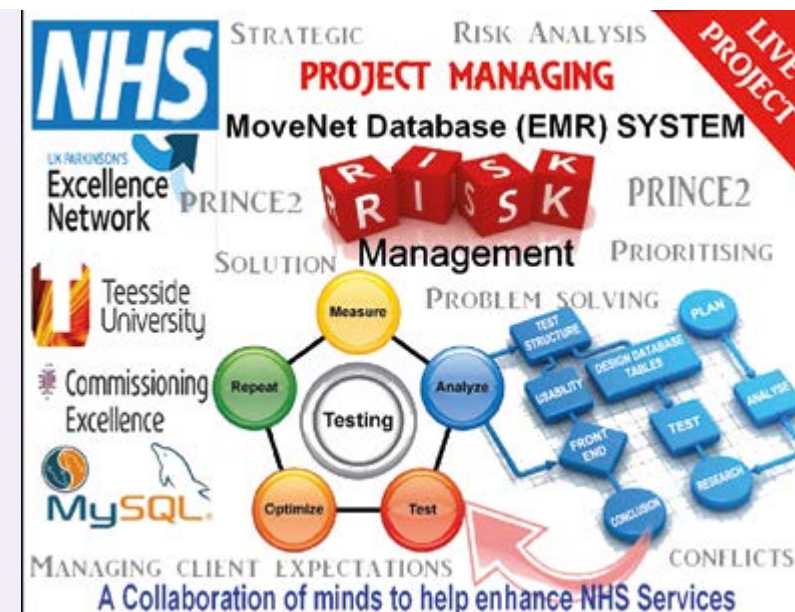 NHS
STRATEGIC
RISK ANALYSIS
LIVE
PROJECT
PROJECT MANAGING
MoveNet Database (EMR) SYSTEM
UK PARKINSON'S
Excellence
Network
PRINCE2
RISK
RISK
PRINCE2
Management
SOLUTION
PRIORITISING
PROBLEM SOLVING
Teesside
University
Commissioning
Excellence
MySQL
Measure
Repeat
Analyze
Testing
Optimize
Test
TEST
STRUCTURE
DESIGN DATABASE
TABLES
PLAN
USABILITY
ANALYSE
TEST
FRONT
END
RESEARCH
CONCLUSION
MANAGING CLIENT EXPECTATIONS
CONFLICTS
A Collaboration of minds to help enhance NHS Services